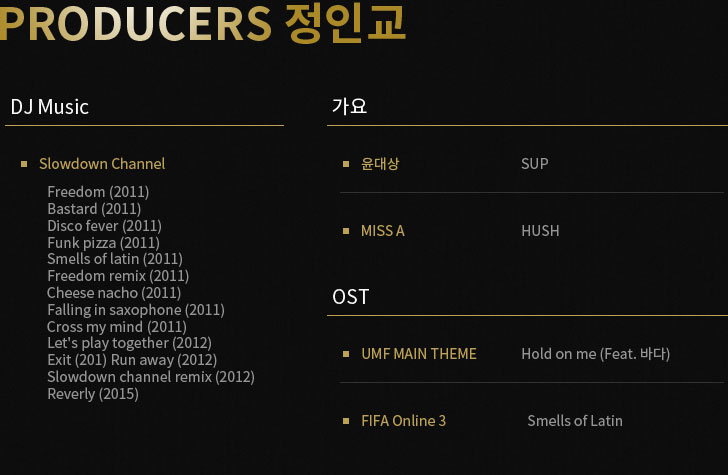 PRODUCERS 정인교
DJ Music
Slowdown Channel
Freedom (2011)
Bastard (2011)
Disco fever (2011)
Funk pizza (2011)
Smells of latin (2011)
Freedom remix (2011)
Cheese nacho (2011)
Falling in saxophone (2011)
Cross my mind (2011)
Let's play together (2012)
Exit (201) Run away (2012)
Slowdown channel remix (2012)
Reverly (2015)
가요
윤대상 SUP
MISS A HUSH
OST
UMF MAIN THEME Hold on me (Feat. 바다)
FIFA Online 3 Smells of Latin